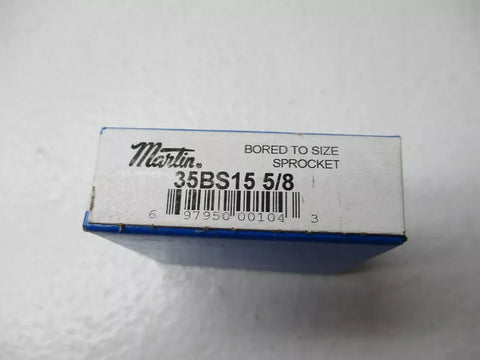 Martin®
BORED TO SIZE
SPROCKET
35BS15 5/8
6 97950 00104 3